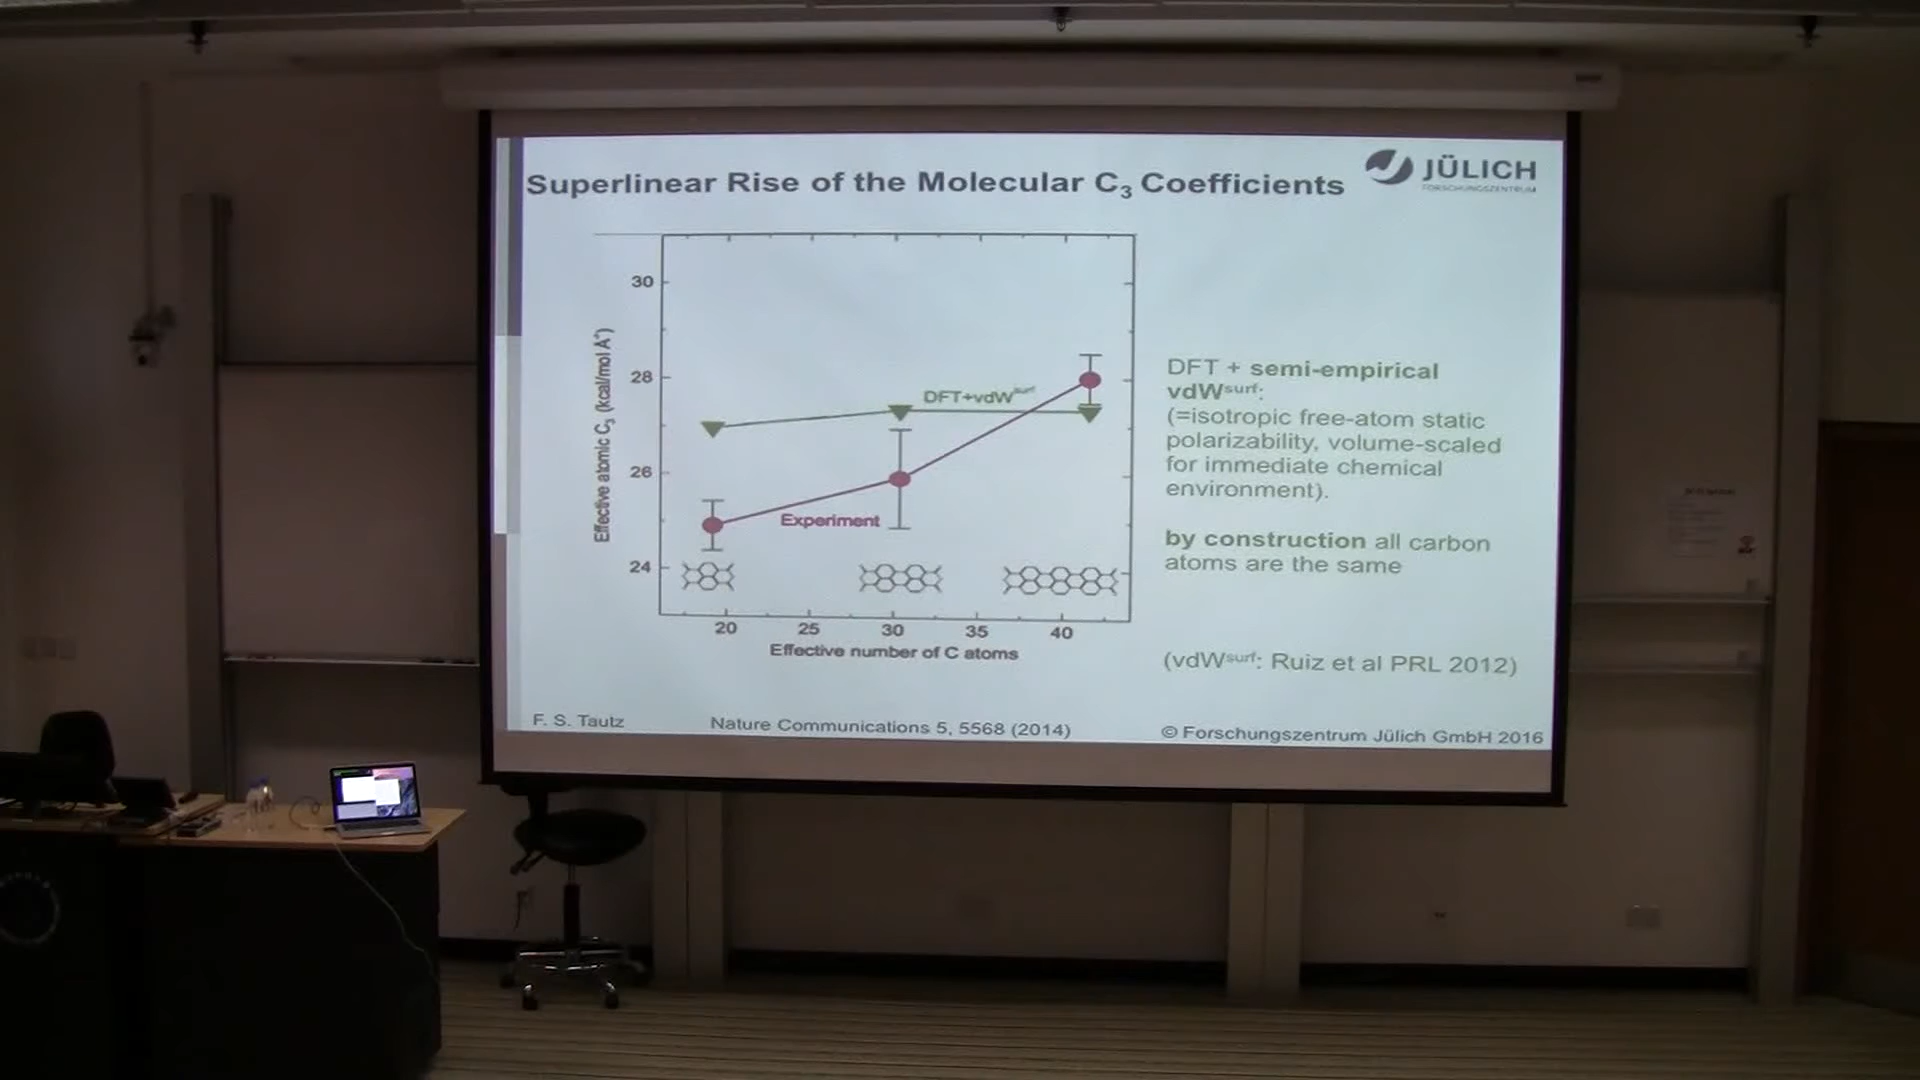 Superlinear Rise of the Molecular C₃ Coefficients
JÜLICH
FORSCHUNGSZENTRUM
30
28
26
24
Effective atomic C₃ (kcal/mol Å³)
DFT+vdWˢᵘʳᶠ
Experiment
20 25 30 35 40
Effective number of C atoms
DFT + semi-empirical
vdWˢᵘʳᶠ:
(=isotropic free-atom static
polarizability, volume-scaled
for immediate chemical
environment).
by construction all carbon
atoms are the same
(vdWˢᵘʳᶠ: Ruiz et al PRL 2012)
F. S. Tautz
Nature Communications 5, 5568 (2014)
© Forschungszentrum Jülich GmbH 2016